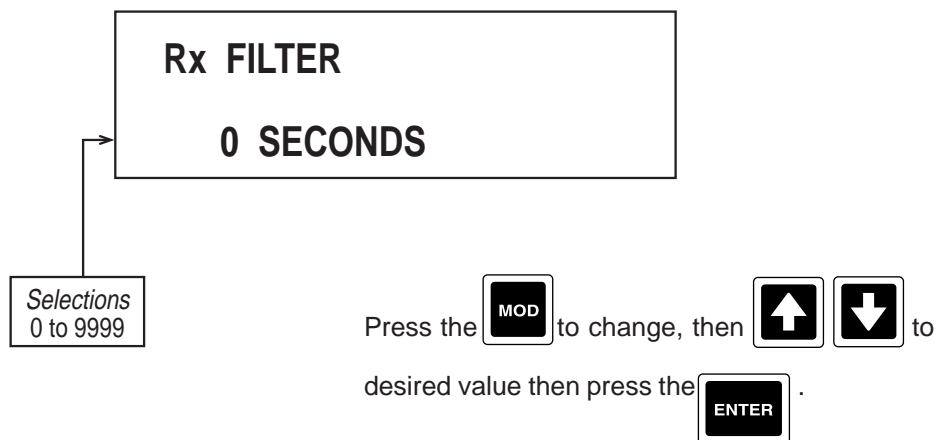 Rx FILTER
0 SECONDS
Selections
0 to 9999
Press the MOD to change, then to
desired value then press the ENTER .